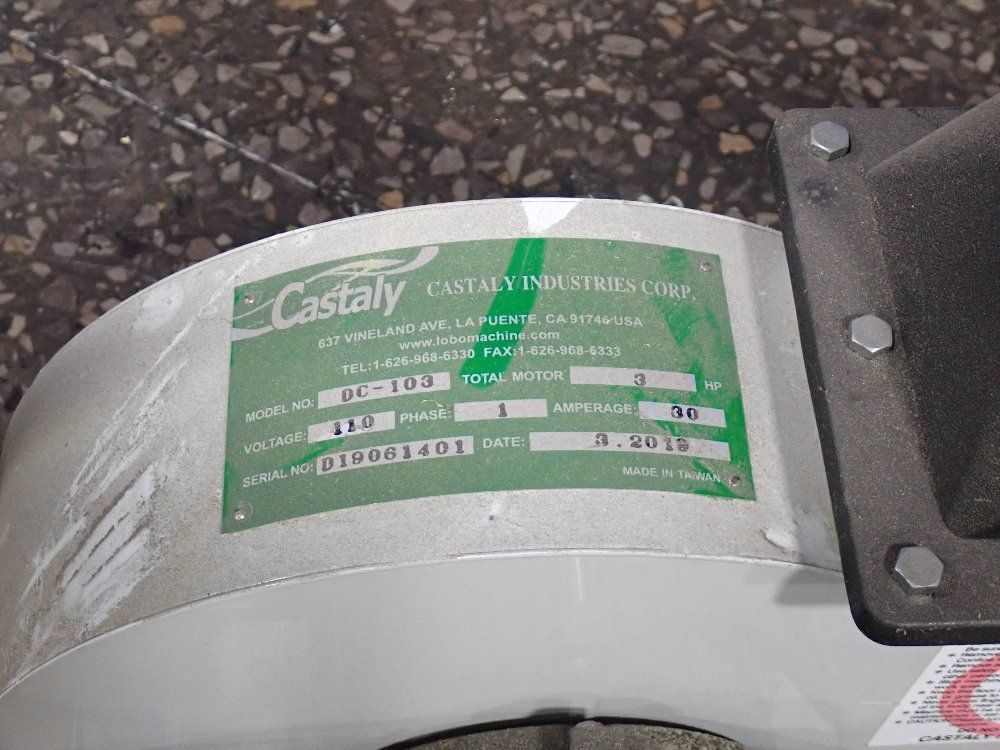 Castaly CASTALY INDUSTRIES CORP.
637 VINELAND AVE, LA PUENTE, CA 91746 USA
www.lobomachine.com
TEL:1-626-968-6330 FAX:1-626-968-6333
MODEL NO: DC-103 TOTAL MOTOR 3 HP
VOLTAGE: 110 PHASE: 1 AMPERAGE: 30
SERIAL NO: D19061401 DATE: 3.2019
MADE IN TAIWAN